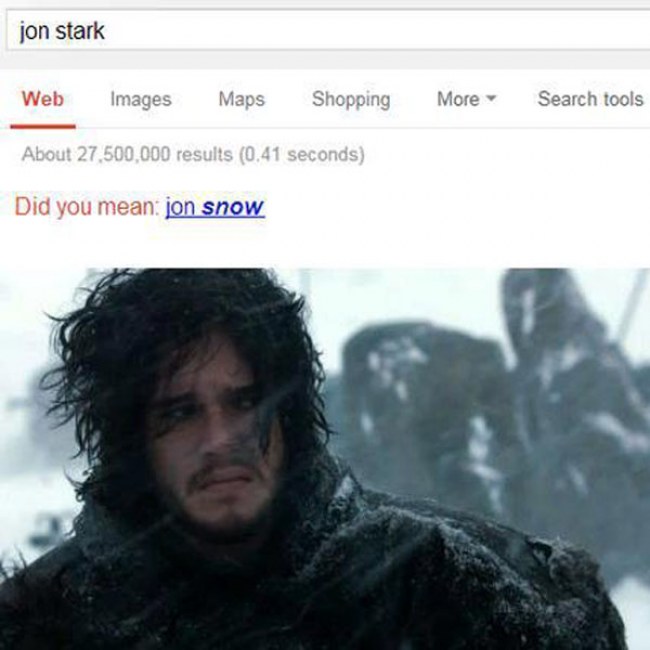 jon stark
Web Images Maps Shopping More Search tools
About 27,500,000 results (0.41 seconds)
Did you mean: jon snow